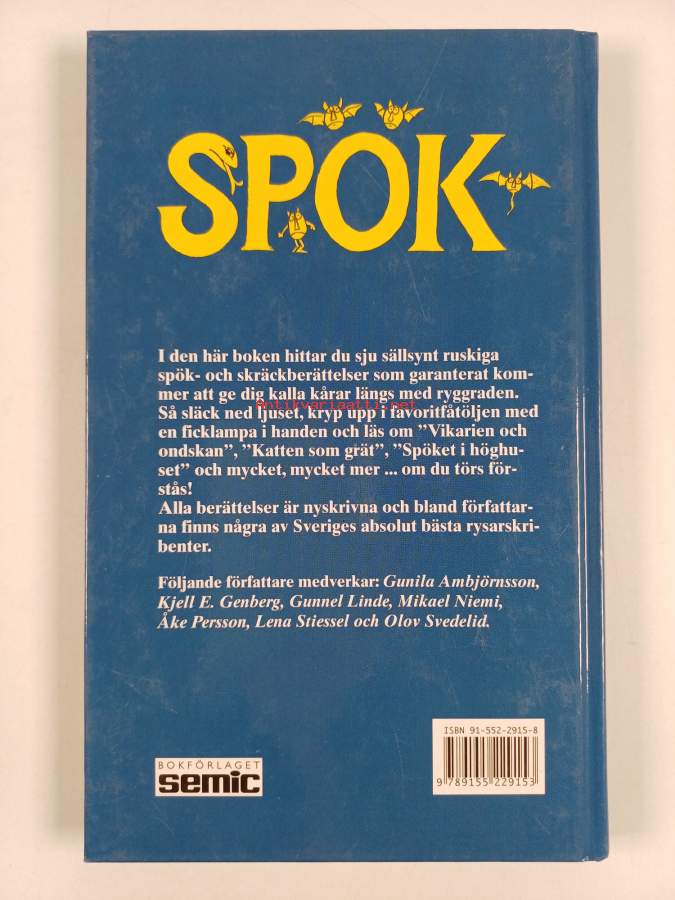 SPÖK
I den här boken hittar du sju sällsynt ruskiga
spök- och skräckberättelser som garanterat kom-
mer att ge dig kalla kårar längs med ryggraden.
Antikvariaatti.net
Så släck ned ljuset, kryp upp i favoritfåtöljen med
en ficklampa i handen och läs om ”Vikarien och
ondskan”, ”Katten som grät”, ”Spöket i höghu-
set” och mycket, mycket mer ... om du törs för-
stås!
Alla berättelser är nyskrivna och bland författar-
na finns några av Sveriges absolut bästa rysarskri-
benter.
Följande författare medverkar: Gunila Ambjörnsson,
Kjell E. Genberg, Gunnel Linde, Mikael Niemi,
Åke Persson, Lena Stiessel och Olov Svedelid.
ISBN 91-552-2915-8
9 789155 229153
BOKFÖRLAGET
semic